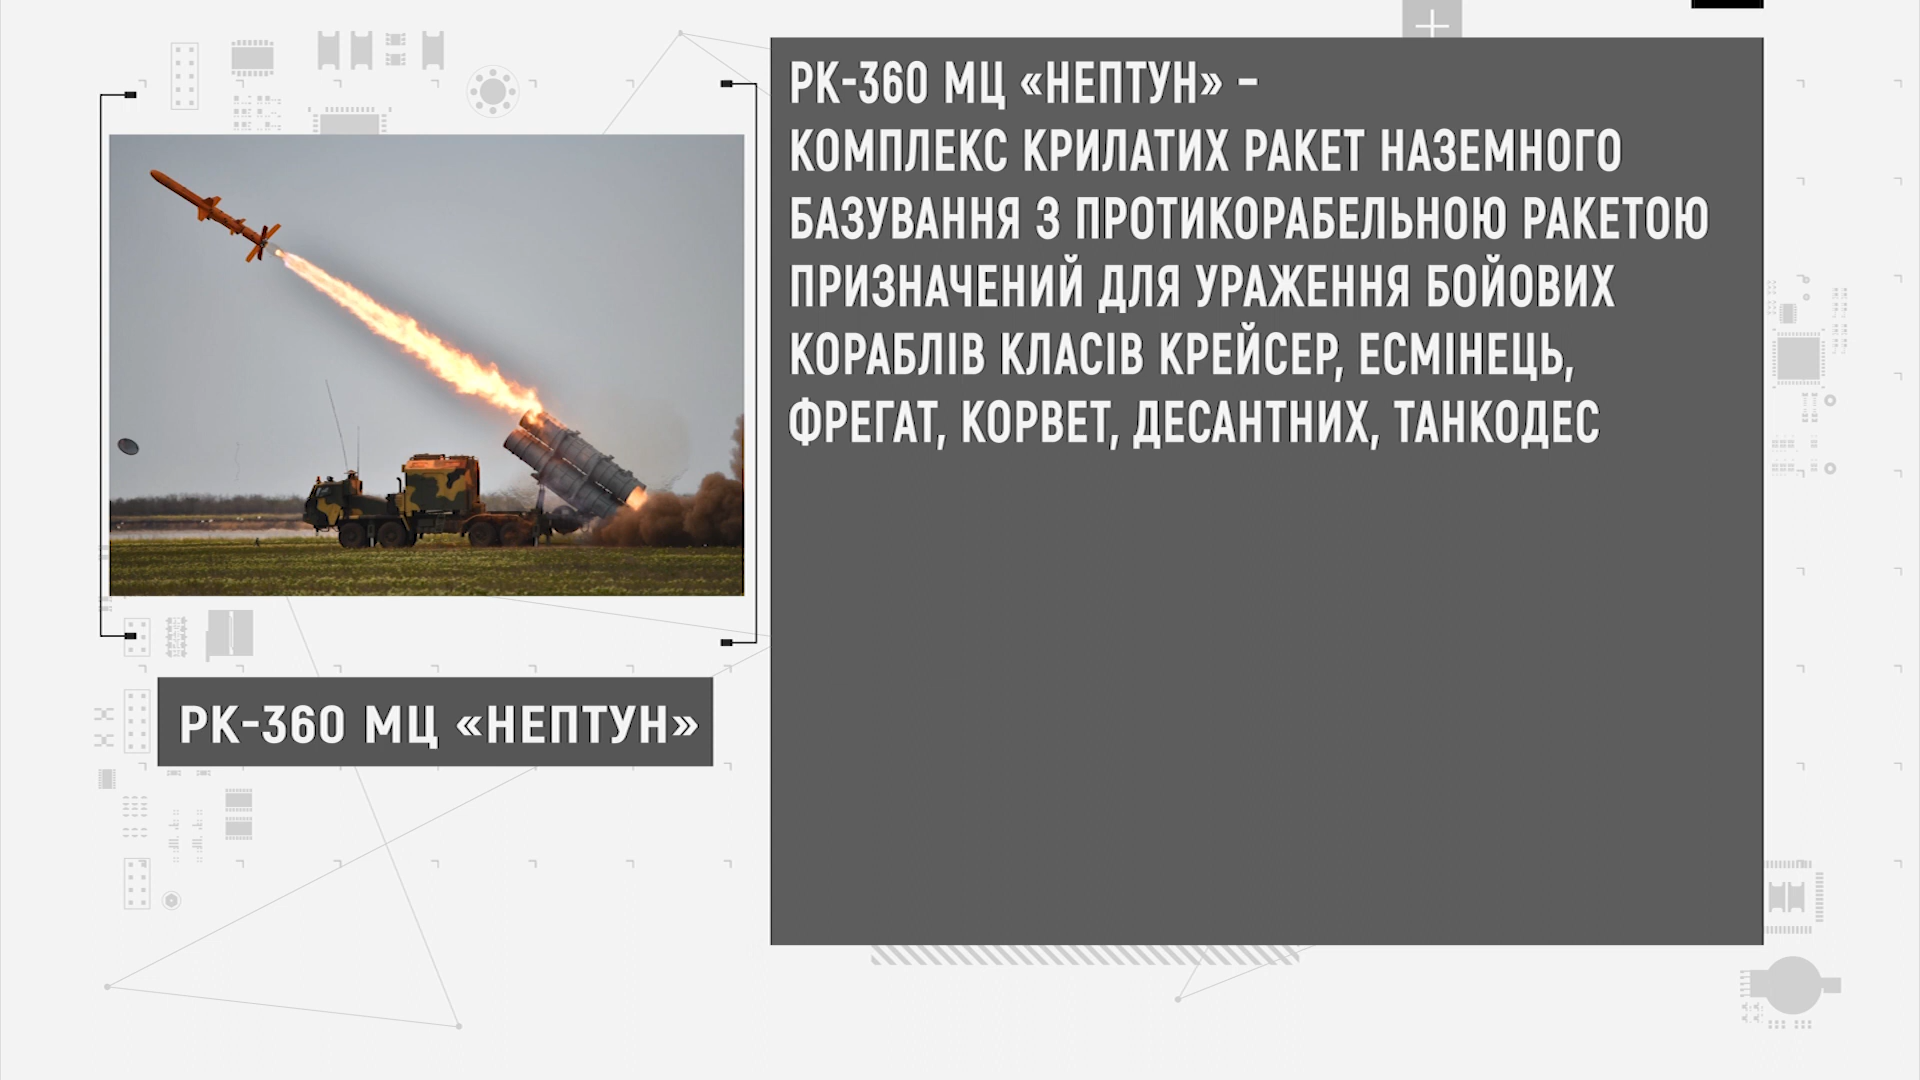 РК-360 МЦ «НЕПТУН» –
КОМПЛЕКС КРИЛАТИХ РАКЕТ НАЗЕМНОГО
БАЗУВАННЯ З ПРОТИКОРАБЕЛЬНОЮ РАКЕТОЮ
ПРИЗНАЧЕНИЙ ДЛЯ УРАЖЕННЯ БОЙОВИХ
КОРАБЛІВ КЛАСІВ КРЕЙСЕР, ЕСМІНЕЦЬ,
ФРЕГАТ, КОРВЕТ, ДЕСАНТНИХ, ТАНКОДЕС
РК-360 МЦ «НЕПТУН»